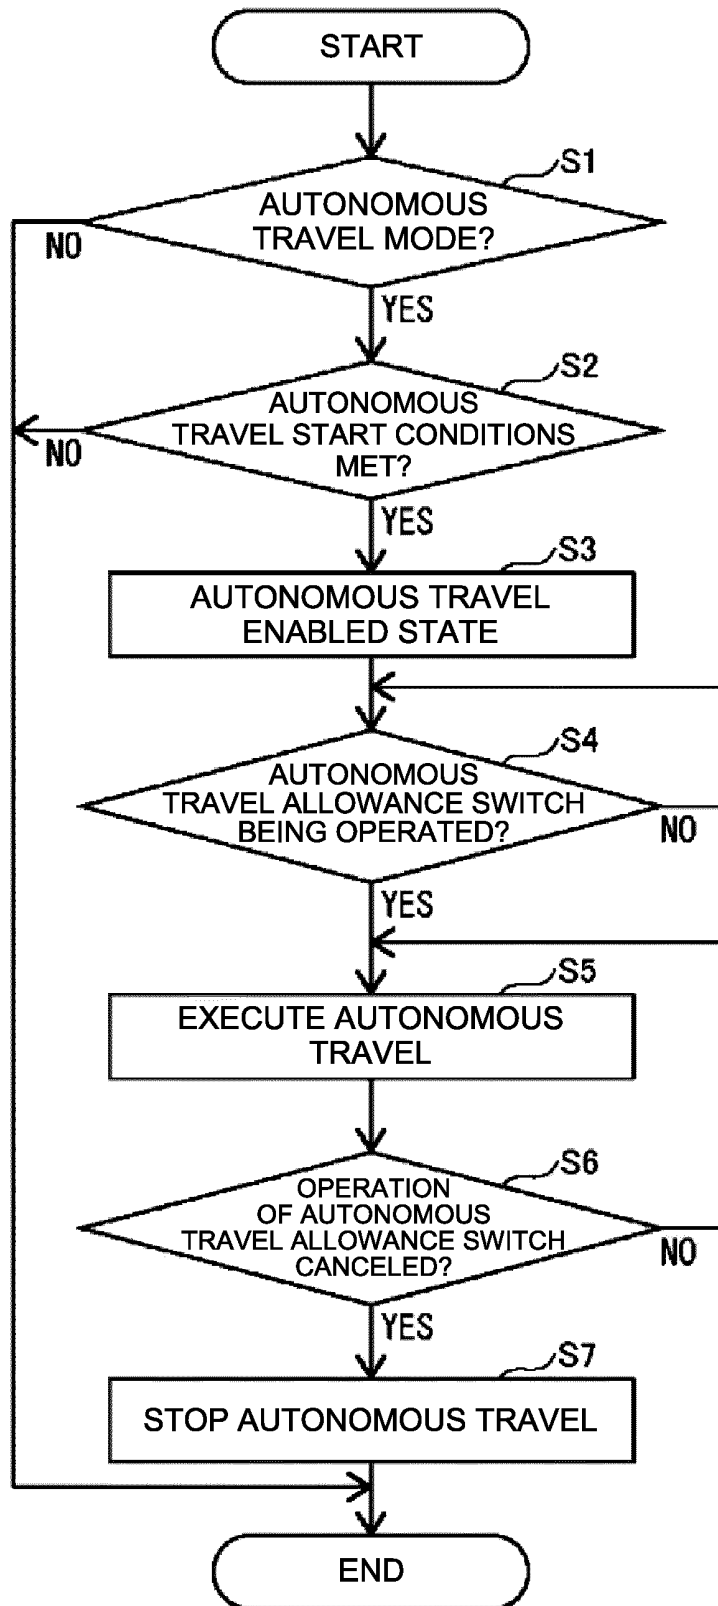 START
S1
AUTONOMOUS
TRAVEL MODE?
NO
YES
S2
AUTONOMOUS
TRAVEL START CONDITIONS
MET?
NO
YES
S3
AUTONOMOUS TRAVEL
ENABLED STATE
S4
AUTONOMOUS
TRAVEL ALLOWANCE SWITCH
BEING OPERATED?
NO
YES
S5
EXECUTE AUTONOMOUS
TRAVEL
S6
OPERATION
OF AUTONOMOUS
TRAVEL ALLOWANCE SWITCH
CANCELED?
NO
YES
S7
STOP AUTONOMOUS TRAVEL
END